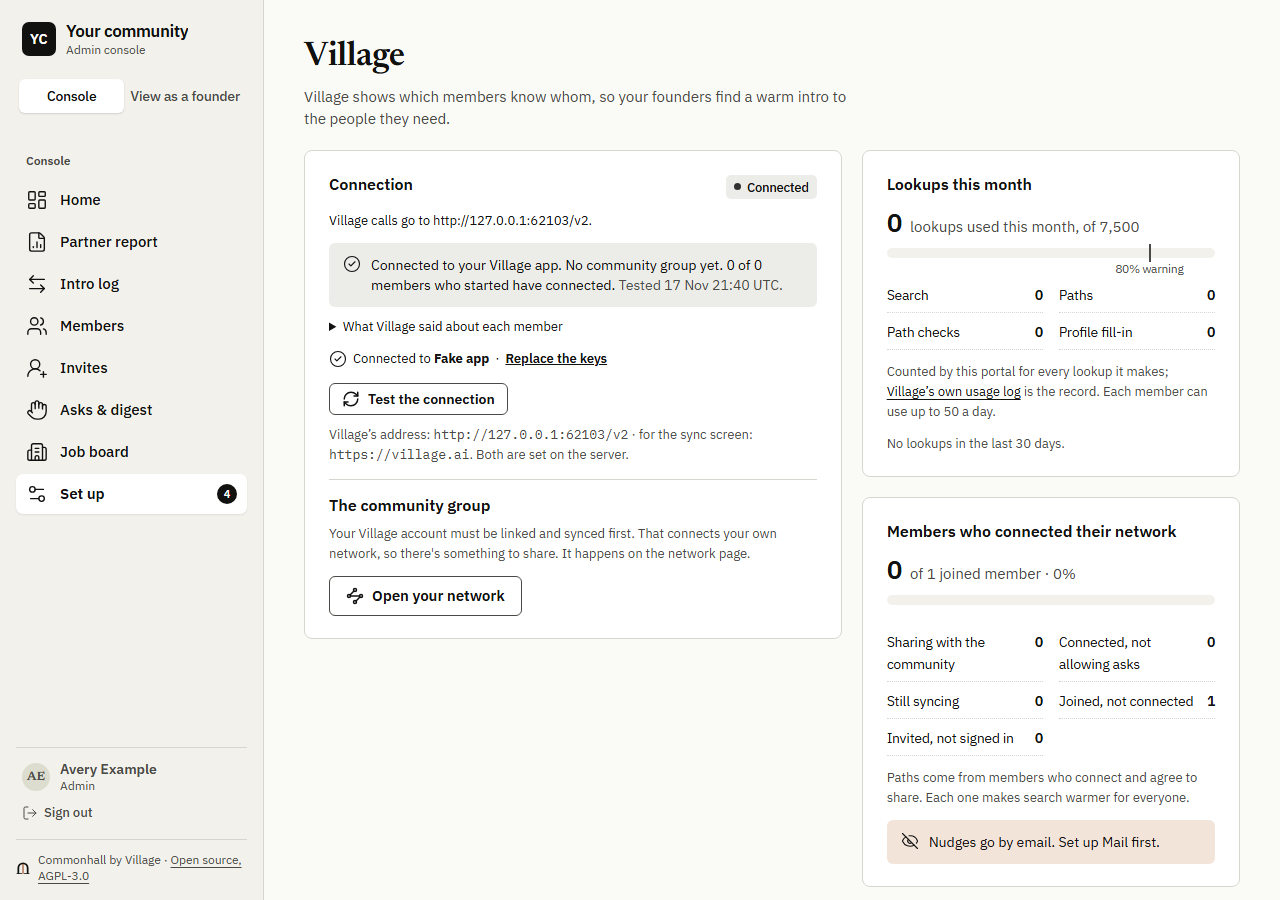 YC
Your community
Admin console
Console
View as a founder
Console
Home
Partner report
Intro log
Members
Invites
Asks & digest
Job board
Set up
4
AE
Avery Example
Admin
Sign out
Commonhall by Village · Open source,
AGPL-3.0
Village
Village shows which members know whom, so your founders find a warm intro to
the people they need.
Connection
Connected
Village calls go to http://127.0.0.1:62103/v2.
Connected to your Village app. No community group yet. 0 of 0
members who started have connected. Tested 17 Nov 21:40 UTC.
What Village said about each member
Connected to Fake app · Replace the keys
Test the connection
Village’s address: http://127.0.0.1:62103/v2 · for the sync screen:
https://village.ai. Both are set on the server.
The community group
Your Village account must be linked and synced first. That connects your own
network, so there's something to share. It happens on the network page.
Open your network
Lookups this month
0 lookups used this month, of 7,500
80% warning
Search 0
Paths 0
Path checks 0
Profile fill-in 0
Counted by this portal for every lookup it makes;
Village’s own usage log is the record. Each member can
use up to 50 a day.
No lookups in the last 30 days.
Members who connected their network
0 of 1 joined member · 0%
Sharing with the
community 0
Connected, not
allowing asks 0
Still syncing 0
Joined, not connected 1
Invited, not signed in 0
Paths come from members who connect and agree to
share. Each one makes search warmer for everyone.
Nudges go by email. Set up Mail first.